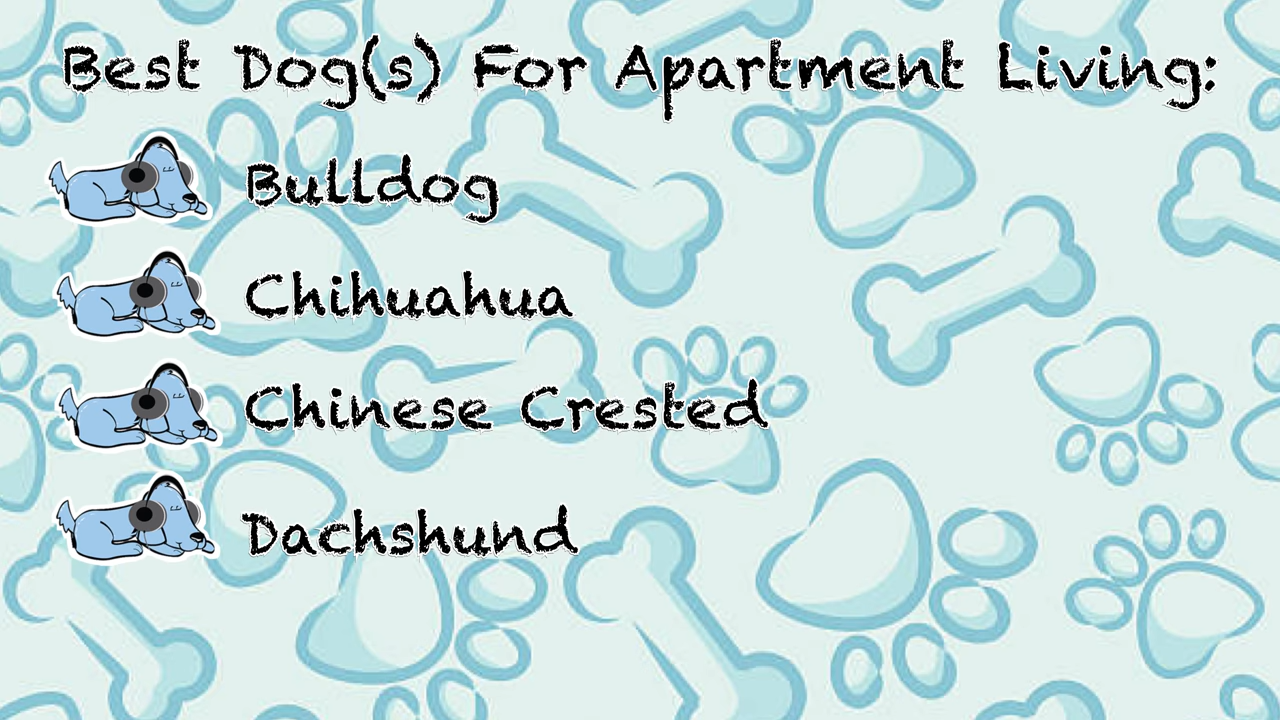 Best Dog(s) For Apartment Living:
Bulldog
Chihuahua
Chinese Crested
Dachshund